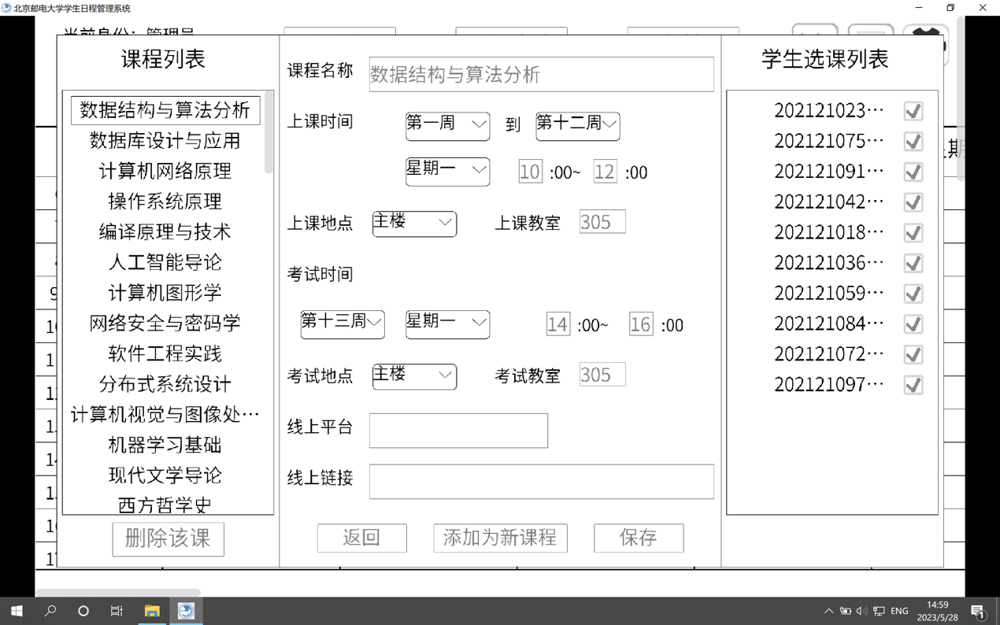 北京邮电大学学生日程管理系统
当前身份：管理员
课程列表
数据结构与算法分析
数据库设计与应用
计算机网络原理
操作系统原理
编译原理与技术
人工智能导论
计算机图形学
网络安全与密码学
软件工程实践
分布式系统设计
计算机视觉与图像处…
机器学习基础
现代文学导论
西方哲学史
删除该课
课程名称 数据结构与算法分析
上课时间 第一周 到 第十二周
星期一 10 :00~ 12 :00
上课地点 主楼 上课教室 305
考试时间
第十三周 星期一 14 :00~ 16 :00
考试地点 主楼 考试教室 305
线上平台
线上链接
返回 添加为新课程 保存
学生选课列表
202121023…
202121075…
202121091…
202121042…
202121018…
202121036…
202121059…
202121084…
202121072…
202121097…
期
9
ENG
14:59
2023/5/28
1